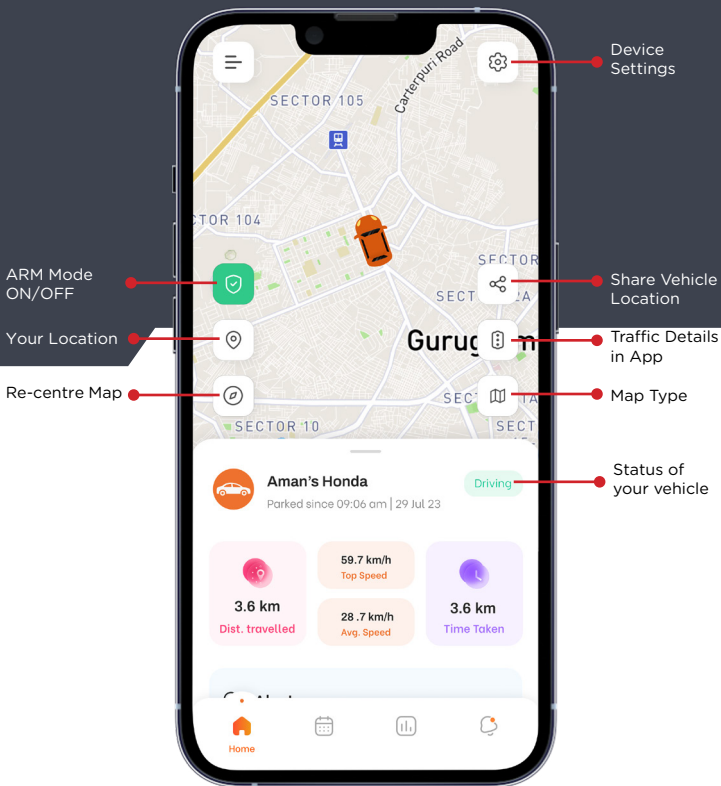 Device
Settings
Carterpuri Road
SECTOR 105
CTOR 104
ARM Mode
ON/OFF
SECTOR
Share Vehicle
Location
SECT
2A
Your Location
Traffic Details
in App
Re-centre Map
Map Type
SECTOR 10
SECT
Aman's Honda
Parked since 09:06 am | 29 Jul 23
Driving
Status of
your vehicle
3.6 km
Dist. travelled
59.7 km/h
Top Speed
28 .7 km/h
Avg. Speed
3.6 km
Time Taken
Home